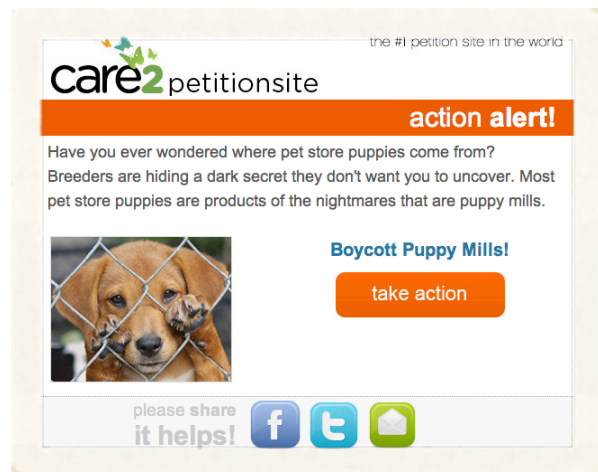 the #1 petition site in the world
care2 petitionsite
action alert!
Have you ever wondered where pet store puppies come from?
Breeders are hiding a dark secret they don't want you to uncover. Most
pet store puppies are products of the nightmares that are puppy mills.
Boycott Puppy Mills!
take action
please share
it helps!
f
t